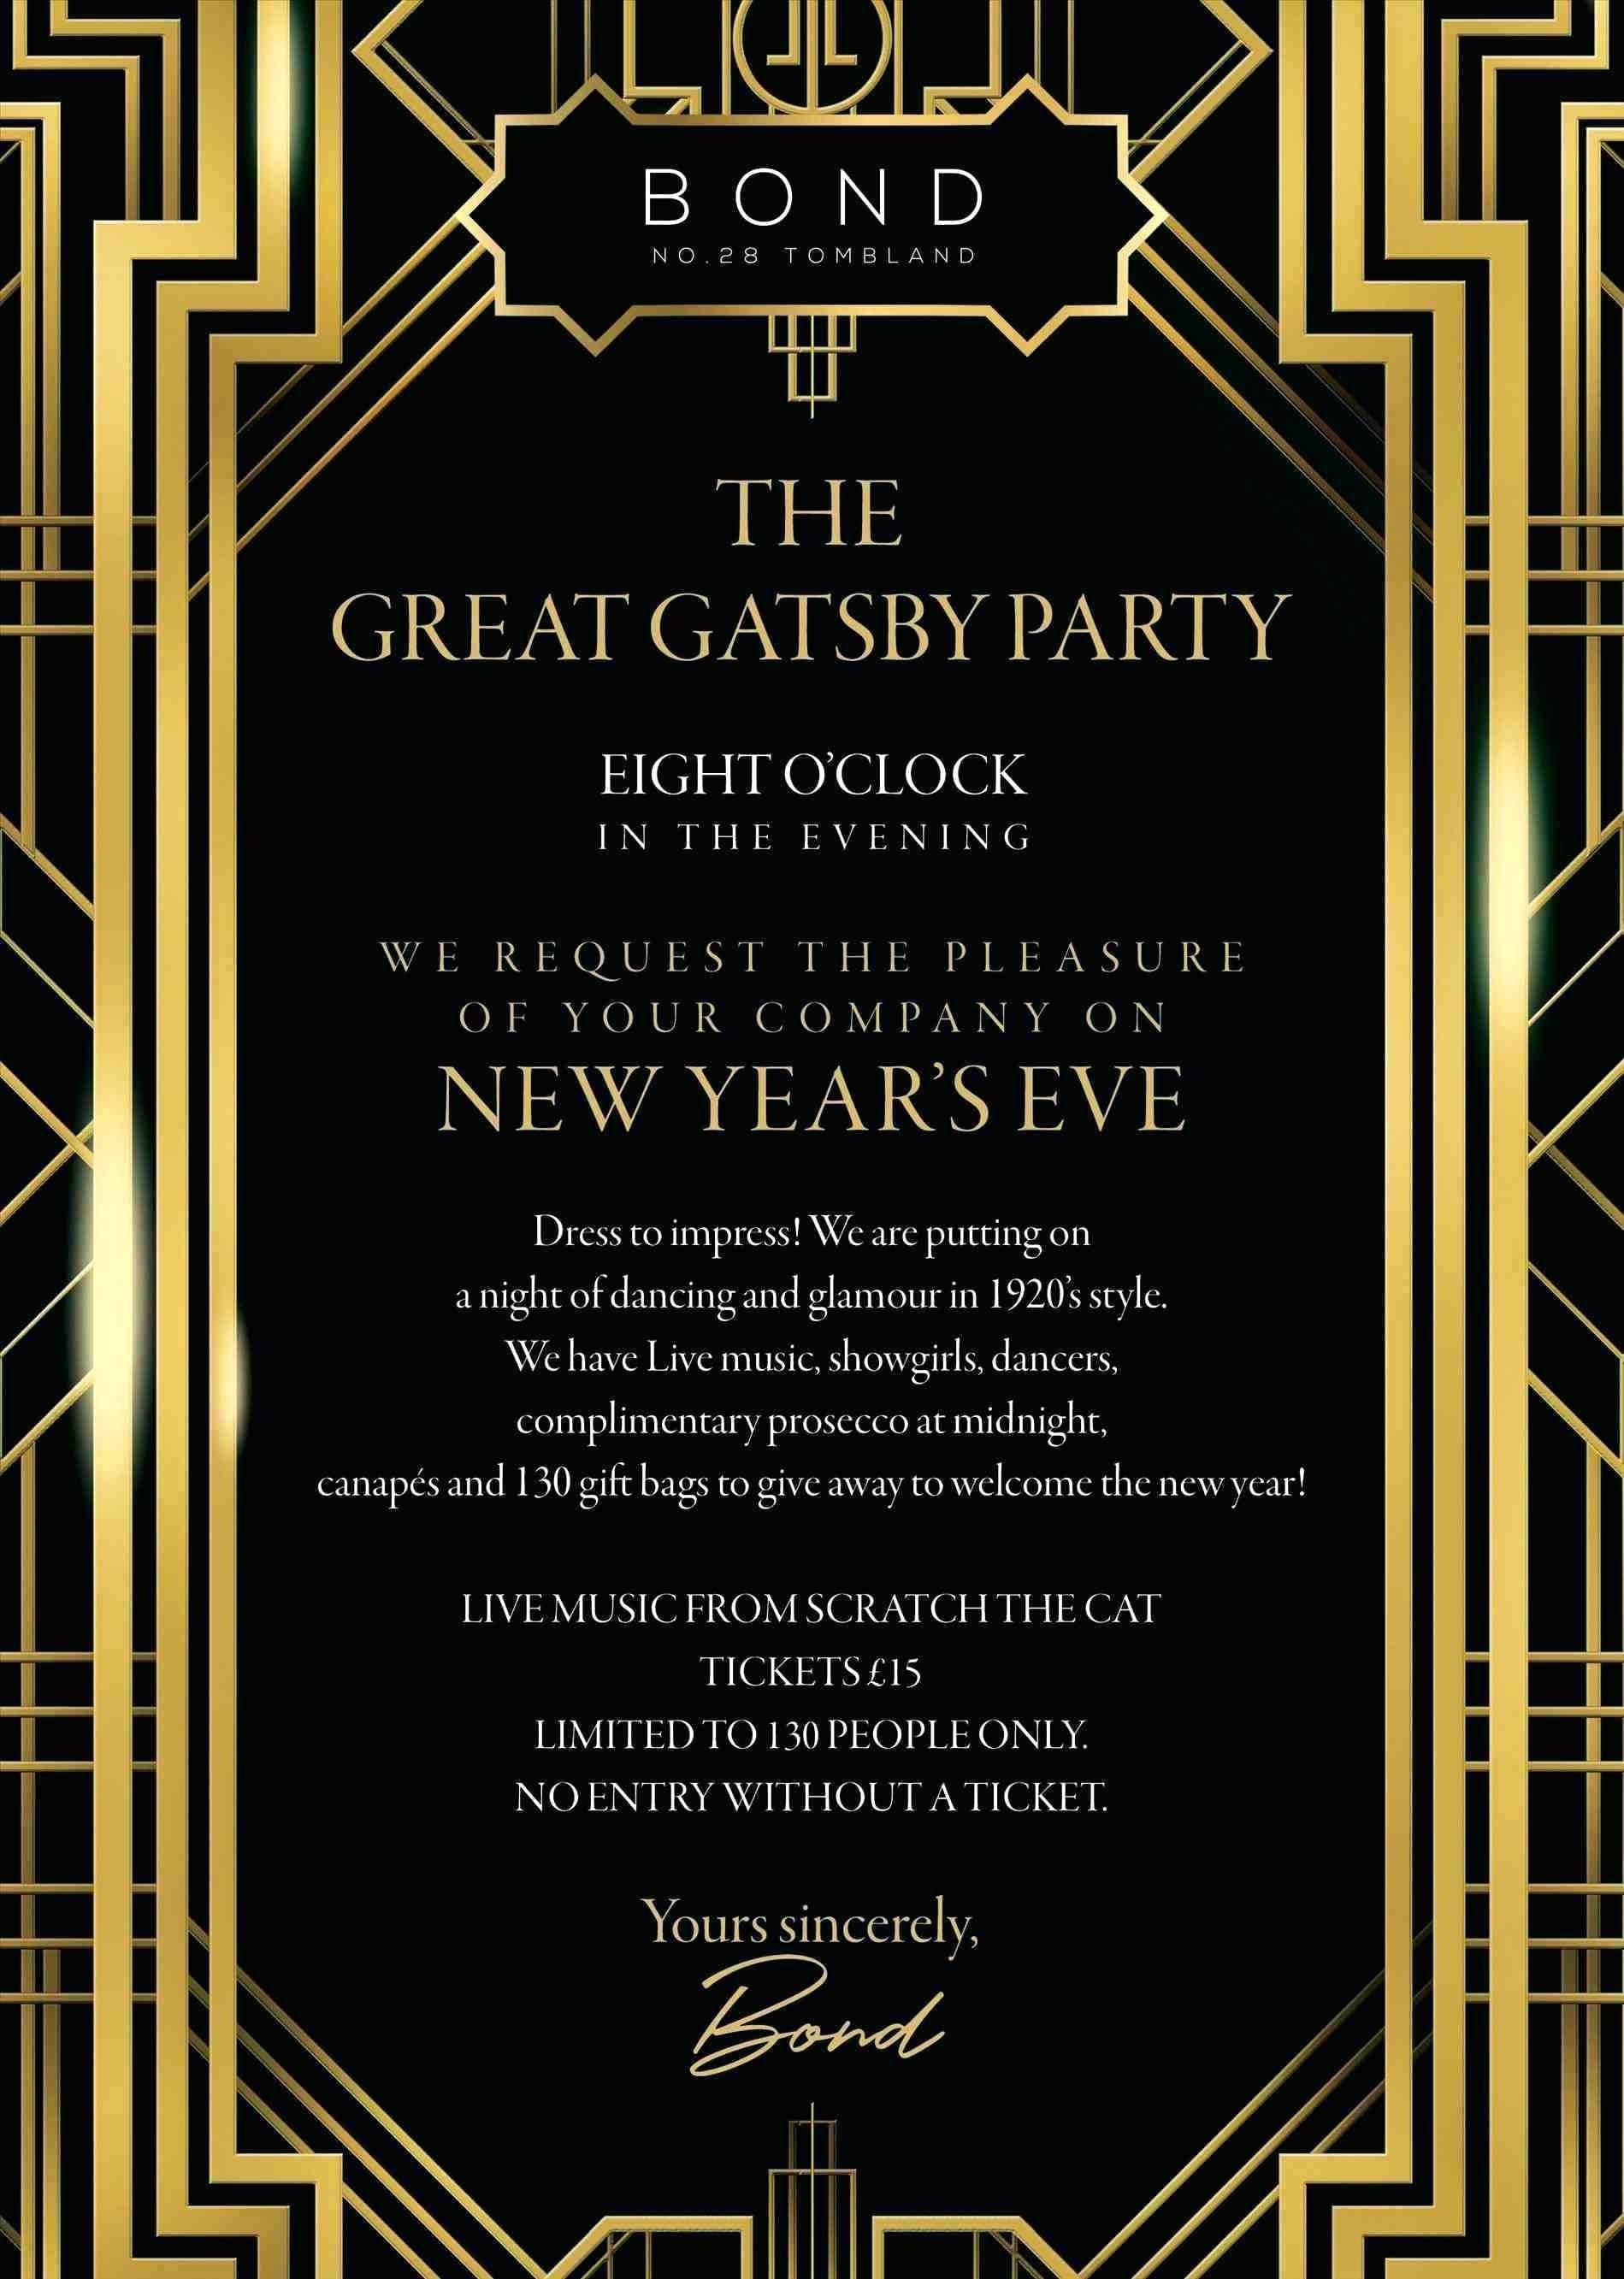 BOND
NO.28 TOMBLAND
THE
GREAT GATSBY PARTY
EIGHT O’CLOCK
IN THE EVENING
WE REQUEST THE PLEASURE
OF YOUR COMPANY ON
NEW YEAR’S EVE
Dress to impress! We are putting on
a night of dancing and glamour in 1920’s style.
We have Live music, showgirls, dancers,
complimentary prosecco at midnight,
canapés and 130 gift bags to give away to welcome the new year!
LIVE MUSIC FROM SCRATCH THE CAT
TICKETS £15
LIMITED TO 130 PEOPLE ONLY.
NO ENTRY WITHOUT A TICKET.
Yours sincerely,
Bond